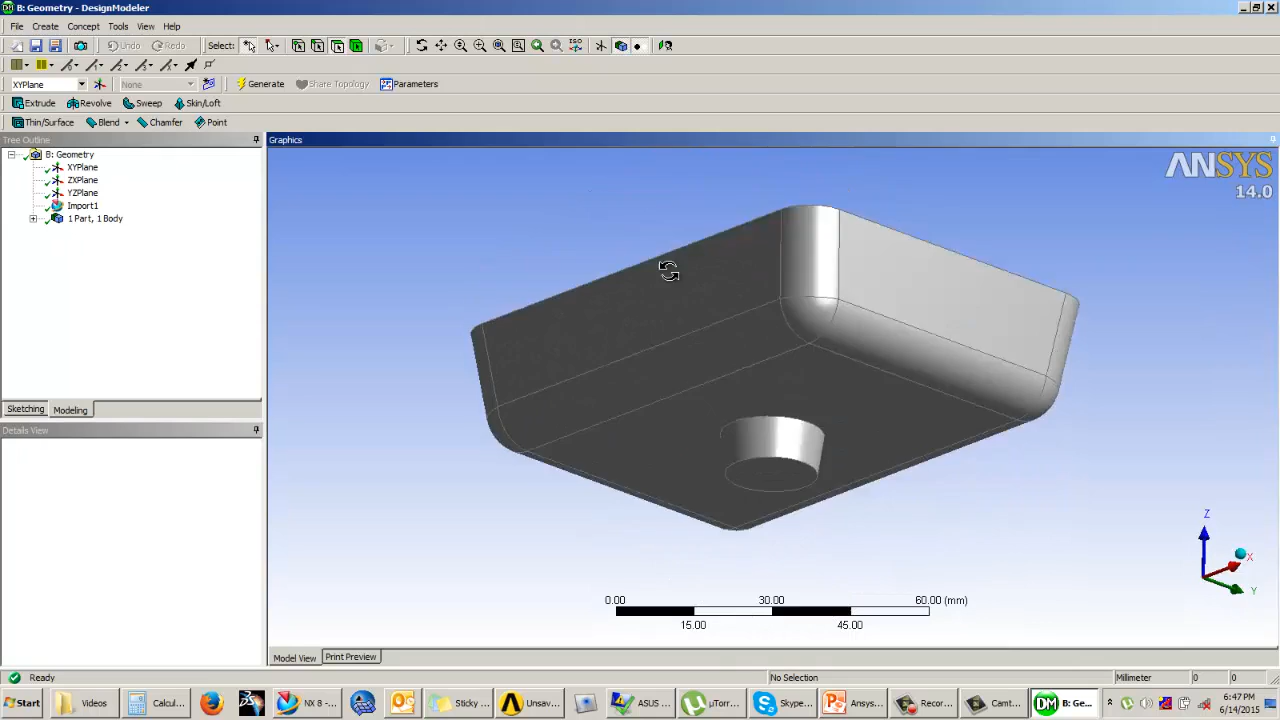 B: Geometry - DesignModeler
File Create Concept Tools View Help
Undo Redo Select: ISO
XYPlane None Generate Share Topology Parameters
Extrude Revolve Sweep Skin/Loft
Thin/Surface Blend Chamfer Point
Tree Outline
Graphics
B: Geometry
XYPlane
ZXPlane
YZPlane
Import1
1 Part, 1 Body
ANSYS
14.0
Sketching Modeling
Details View
Z
X
Y
0.00 30.00 60.00 (mm)
15.00 45.00
Model View Print Preview
Ready No Selection Millimeter 0 0
Start Videos Calcul... NX 8 -... Unsav... Sticky ... ASUS ... µTorr... Skype... Ansys... Recor... Camt... B: Ge...
6:47 PM
6/14/2015